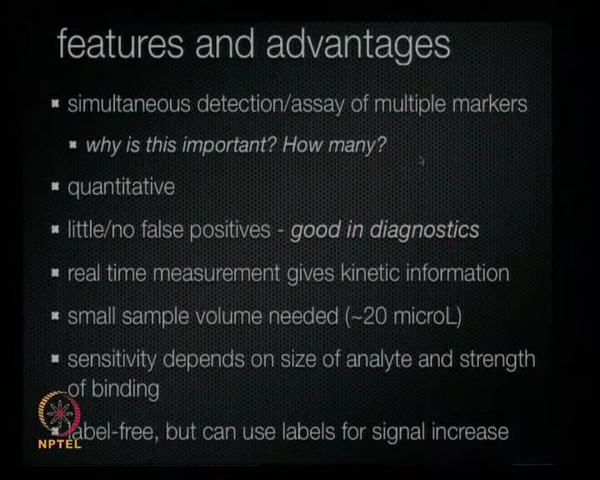 features and advantages
simultaneous detection/assay of multiple markers
why is this important? How many?
quantitative
little/no false positives - good in diagnostics
real time measurement gives kinetic information
small sample volume needed (~20 microL)
sensitivity depends on size of analyte and strength
of binding
label-free, but can use labels for signal increase
NPTEL